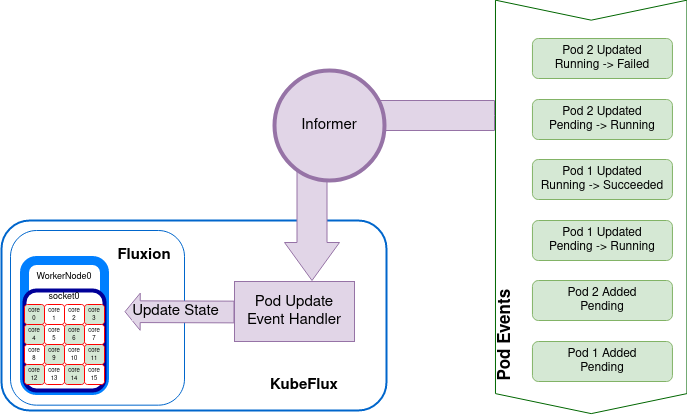 Pod 2 Updated
Running -> Failed
Pod 2 Updated
Pending -> Running
Pod 1 Updated
Running -> Succeeded
Pod 1 Updated
Pending -> Running
Pod 2 Added
Pending
Pod 1 Added
Pending
Pod Events
Informer
Fluxion
WorkerNode0
socket0
core 0
core 1
core 2
core 3
core 4
core 5
core 6
core 7
core 8
core 9
core 10
core 11
core 12
core 13
core 14
core 15
Update State
Pod Update
Event Handler
KubeFlux